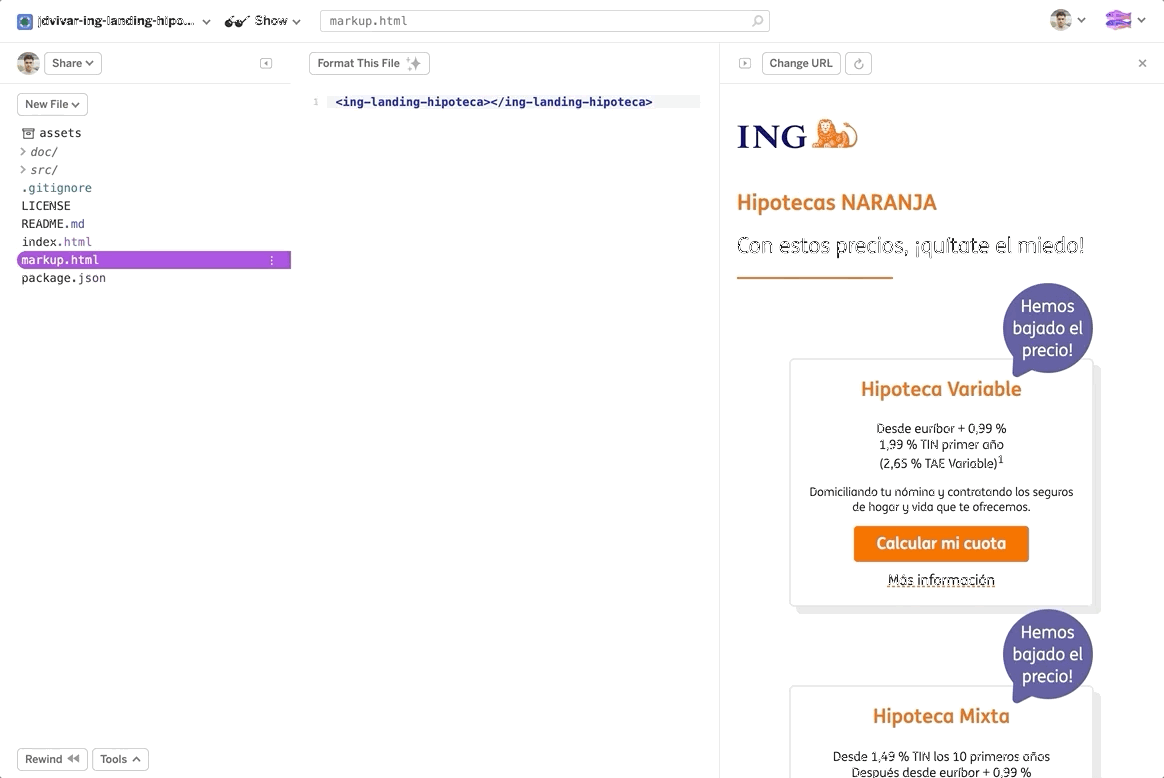 jdvivar-ing-landing-hipo...
Show
markup.html
Share
Format This File
Change URL
New File
assets
doc/
src/
.gitignore
LICENSE
README.md
index.html
markup.html
package.json
Rewind
Tools
1 <ing-landing-hipoteca></ing-landing-hipoteca>
ING
Hipotecas NARANJA
Con estos precios, ¡quítate el miedo!
Hemos
bajado el
precio!
Hipoteca Variable
Desde euríbor + 0,99 %
1,99 % TIN primer año
(2,65 % TAE Variable)1
Domiciliando tu nómina y contratando los seguros
de hogar y vida que te ofrecemos.
Calcular mi cuota
Más información
Hemos
bajado el
precio!
Hipoteca Mixta
Desde 1,49 % TIN los 10 primeros años
Después desde euríbor + 0,99 %